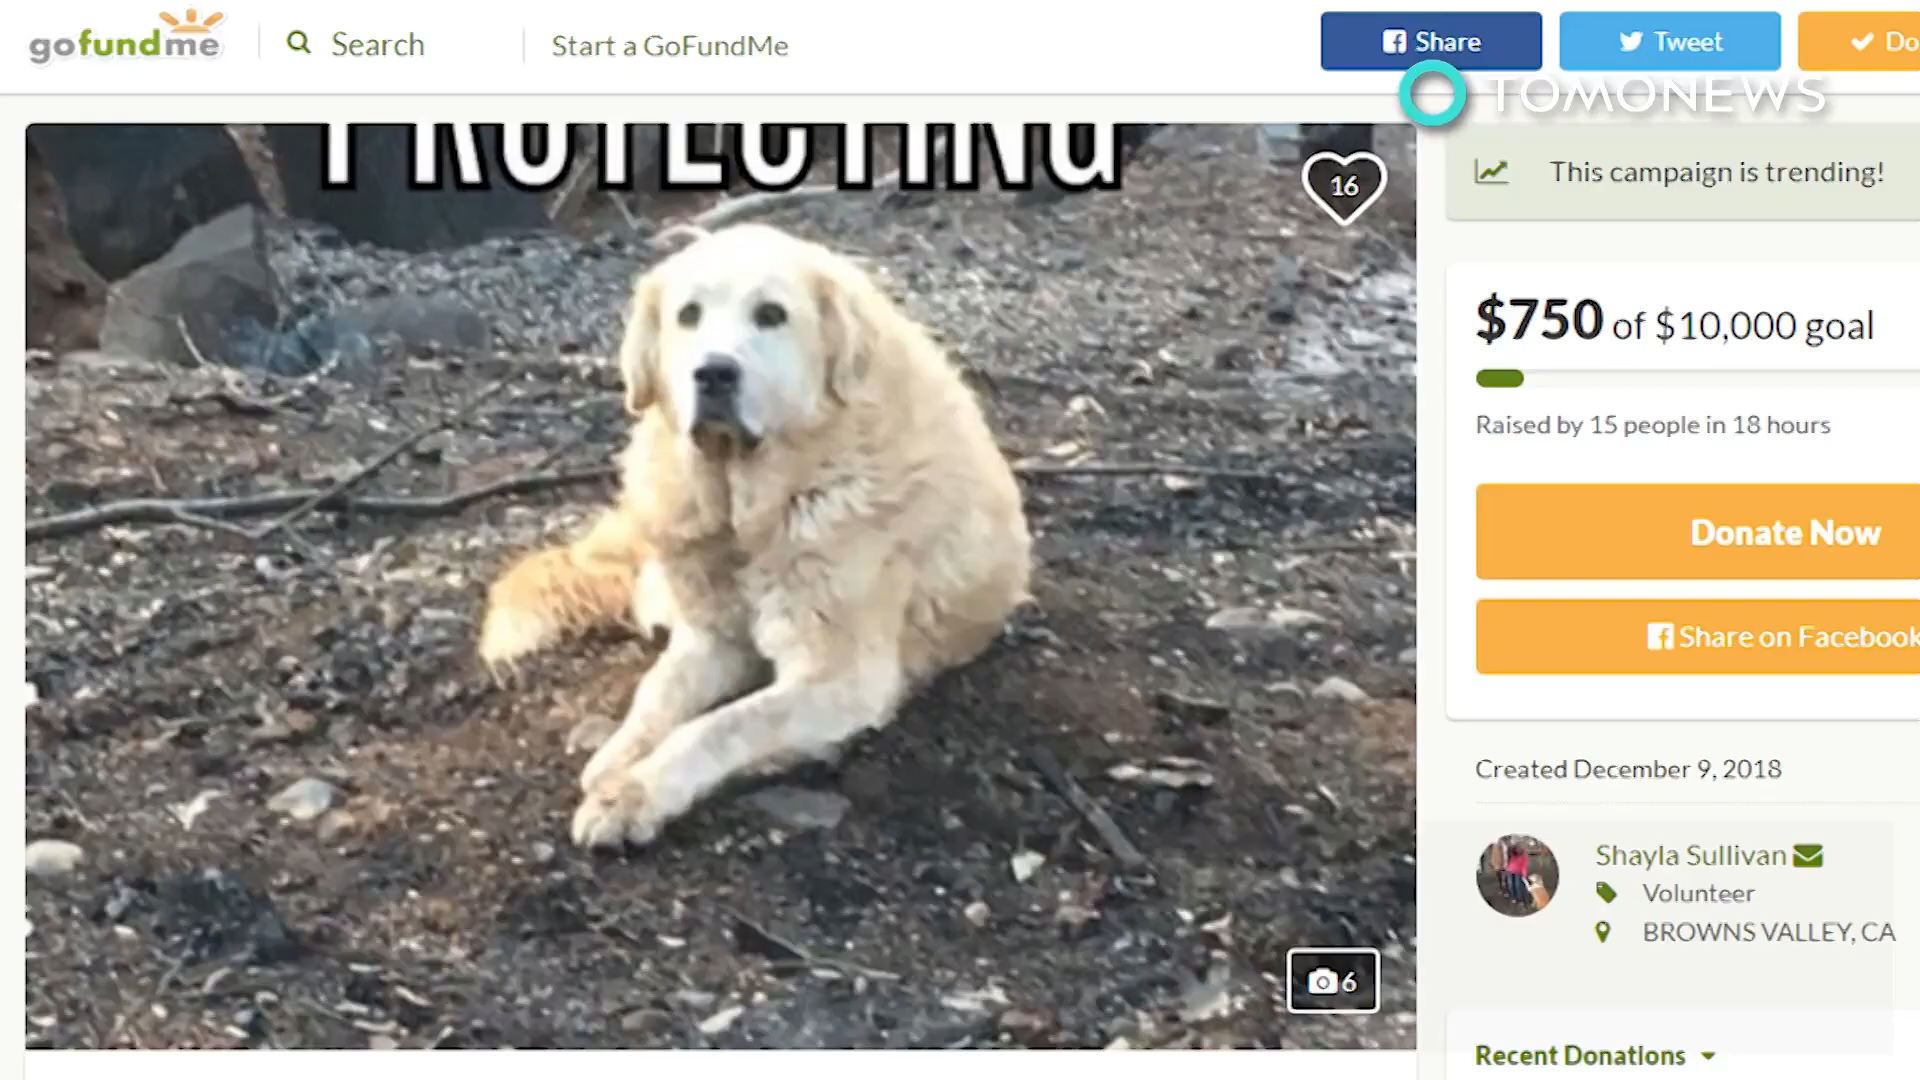 gofundme
Search
Start a GoFundMe
Share
Tweet
Do
TOMONEWS
PROTECTING
16
This campaign is trending!
$750 of $10,000 goal
Raised by 15 people in 18 hours
Donate Now
Share on Facebook
Created December 9, 2018
Shayla Sullivan
Volunteer
BROWNS VALLEY, CA
6
Recent Donations